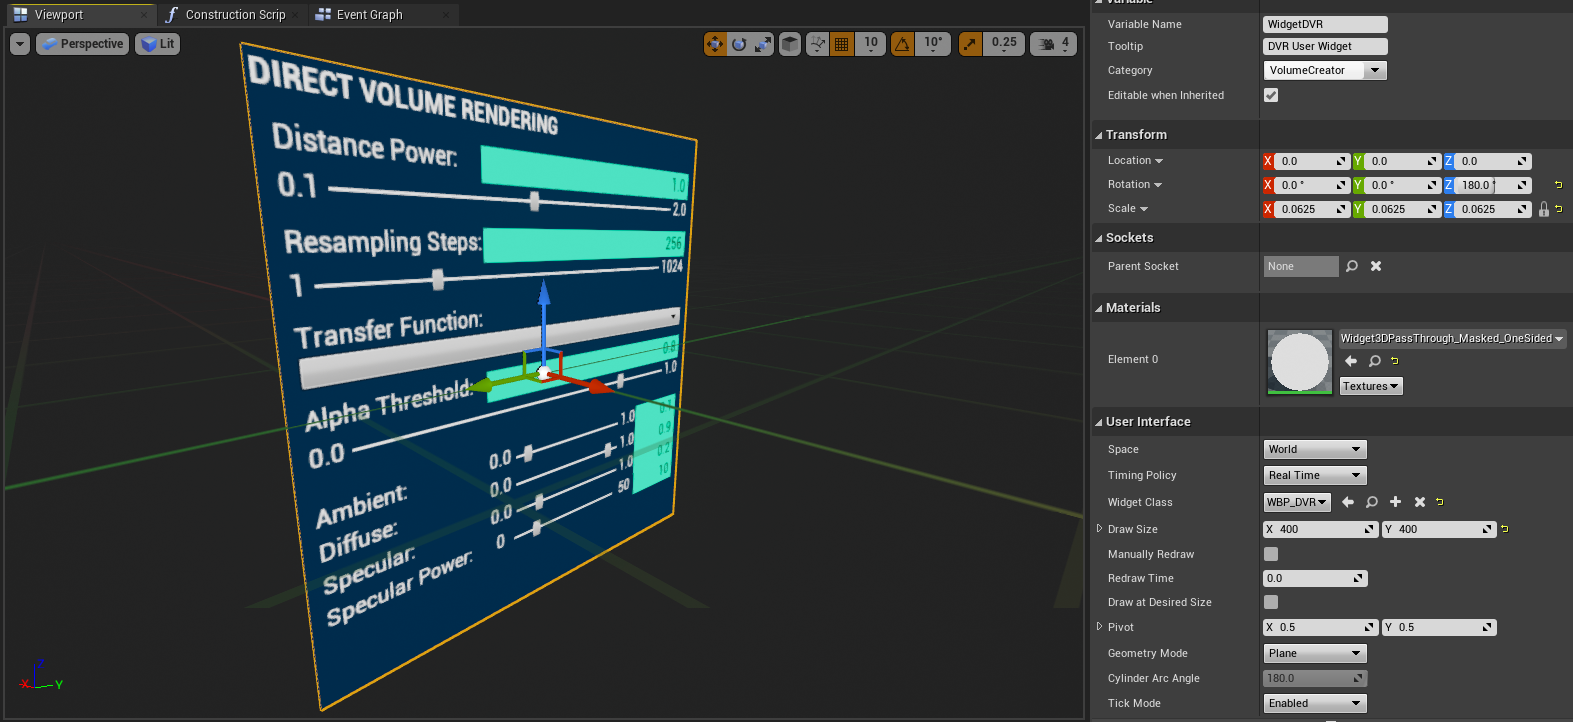 Viewport
Construction Scrip
Event Graph
Perspective
Lit
10
10°
0.25
4
DIRECT VOLUME RENDERING
Distance Power:
1.0
0.1
2.0
Resampling Steps:
256
1
1024
Transfer Function:
0.8
Alpha Threshold:
0.0
1.0
Ambient:
0.0
1.0
0.1
Diffuse:
0.0
1.0
0.9
Specular:
0.0
1.0
0.2
Specular Power:
0
50
10
X
Z
Y
Variable
Variable Name
WidgetDVR
Tooltip
DVR User Widget
Category
VolumeCreator
Editable when Inherited
Transform
Location
X 0.0
Y 0.0
Z 0.0
Rotation
X 0.0 °
Y 0.0 °
Z 180.0 °
Scale
X 0.0625
Y 0.0625
Z 0.0625
Sockets
Parent Socket
None
Materials
Element 0
Widget3DPassThrough_Masked_OneSided
Textures
User Interface
Space
World
Timing Policy
Real Time
Widget Class
WBP_DVR
Draw Size
X 400
Y 400
Manually Redraw
Redraw Time
0.0
Draw at Desired Size
Pivot
X 0.5
Y 0.5
Geometry Mode
Plane
Cylinder Arc Angle
180.0
Tick Mode
Enabled